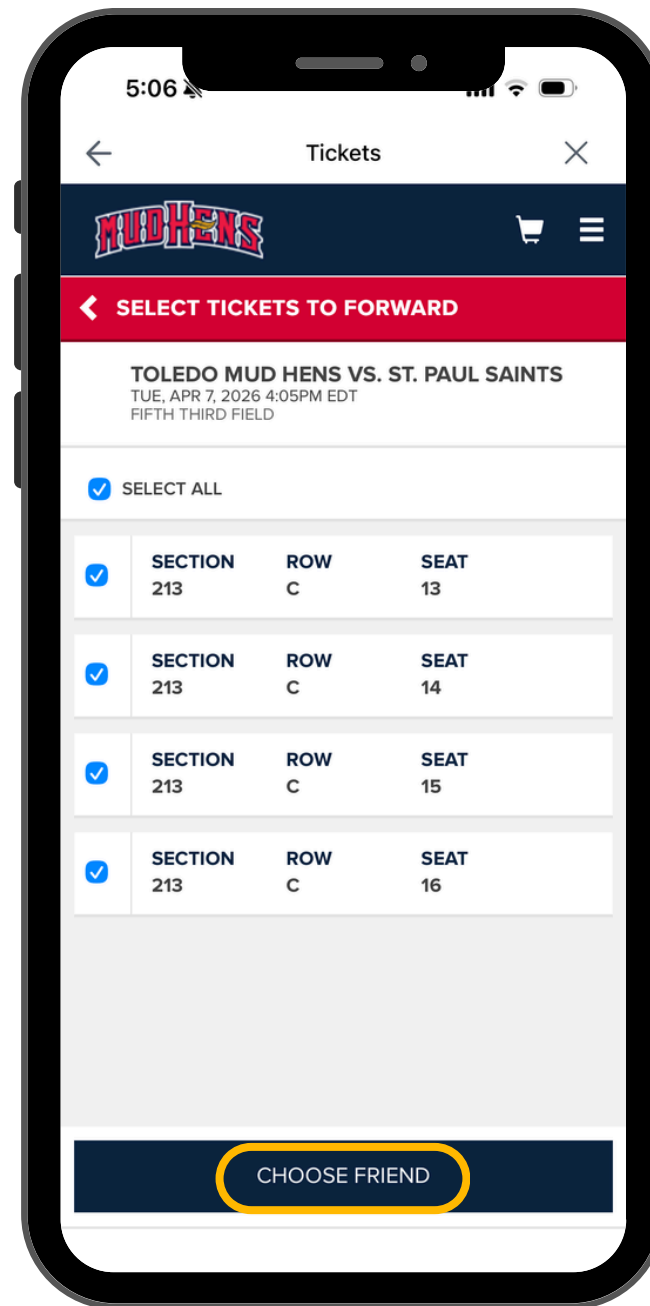 5:06
Tickets
MUDHENS
SELECT TICKETS TO FORWARD
TOLEDO MUD HENS VS. ST. PAUL SAINTS
TUE, APR 7, 2026 4:05PM EDT
FIFTH THIRD FIELD
SELECT ALL
SECTION ROW SEAT
213 C 13
SECTION ROW SEAT
213 C 14
SECTION ROW SEAT
213 C 15
SECTION ROW SEAT
213 C 16
CHOOSE FRIEND